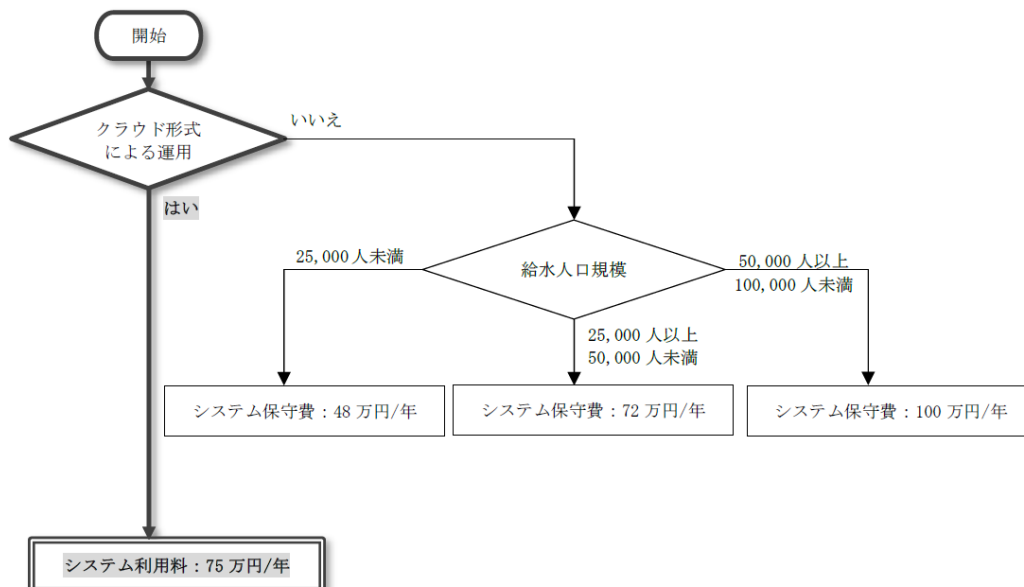 開始
クラウド形式
による運用
いいえ
はい
25,000 人未満
給水人口規模
50,000 人以上
100,000 人未満
25,000 人以上
50,000 人未満
システム保守費：48 万円/年
システム保守費：72 万円/年
システム保守費：100 万円/年
システム利用料：75 万円/年